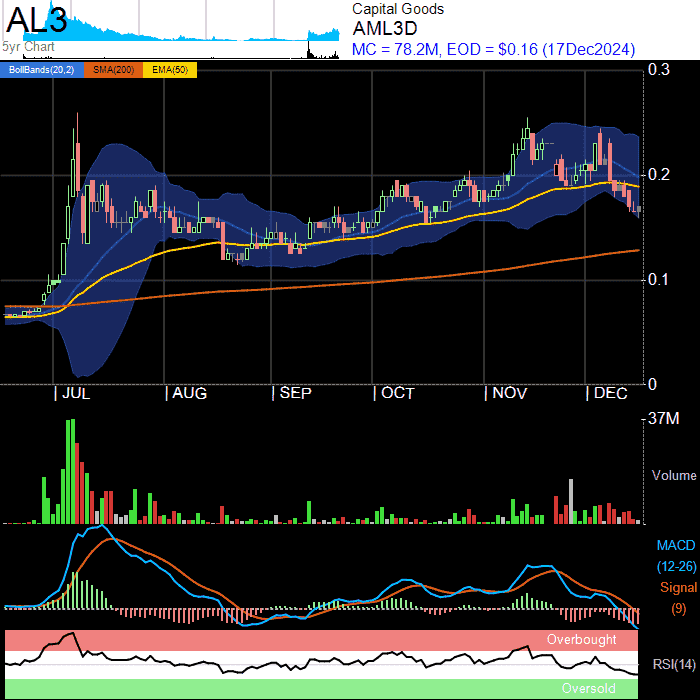 AL3
5yr Chart
Capital Goods
AML3D
MC = 78.2M, EOD = $0.16 (17Dec2024)
BollBands(20,2) SMA(200) EMA(50)
0.3
0.2
0.1
0
JUL AUG SEP OCT NOV DEC
37M
Volume
MACD
(12-26)
Signal
(9)
Overbought
RSI(14)
Oversold